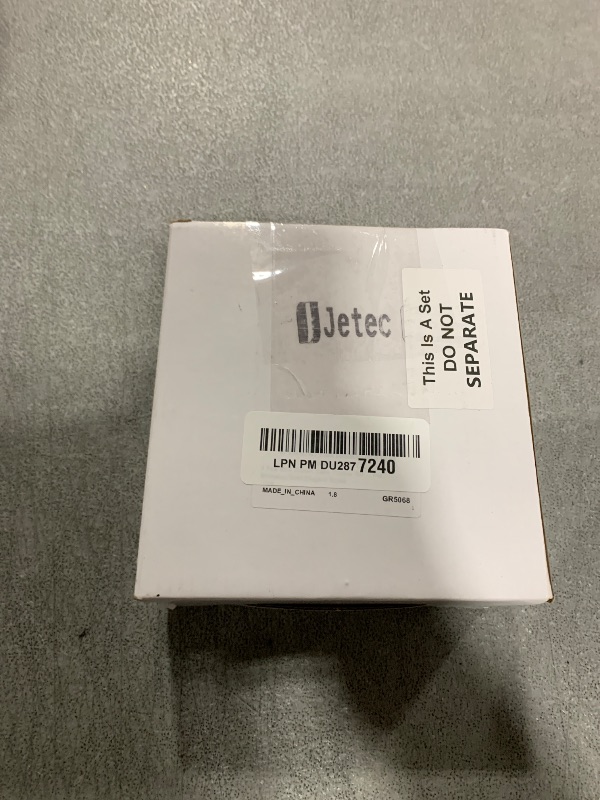 Jetec
This Is A Set
DO NOT
SEPARATE
LPN PM DU287 7240
MADE_IN_CHINA 1.8 GR5068